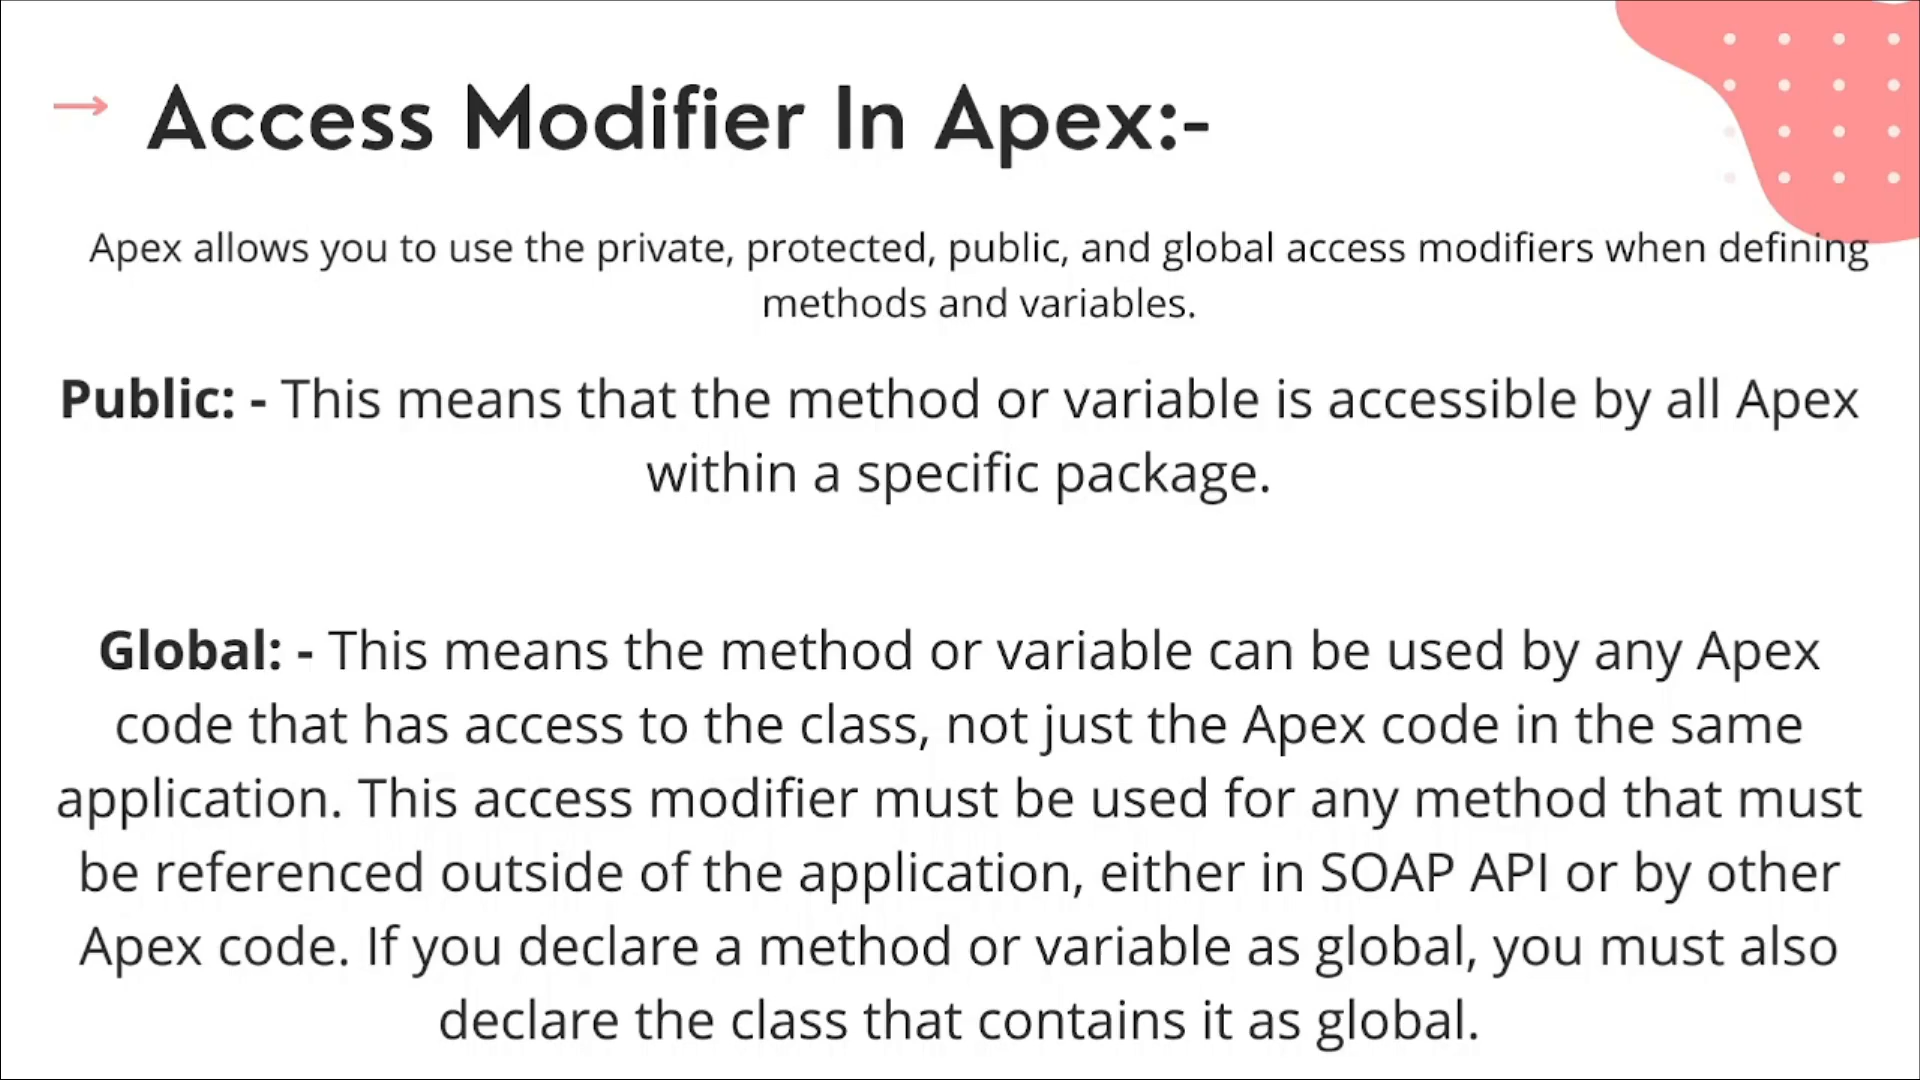 Access Modifier In Apex:-
Apex allows you to use the private, protected, public, and global access modifiers when defining
methods and variables.
Public: - This means that the method or variable is accessible by all Apex
within a specific package.
Global: - This means the method or variable can be used by any Apex
code that has access to the class, not just the Apex code in the same
application. This access modifier must be used for any method that must
be referenced outside of the application, either in SOAP API or by other
Apex code. If you declare a method or variable as global, you must also
declare the class that contains it as global.